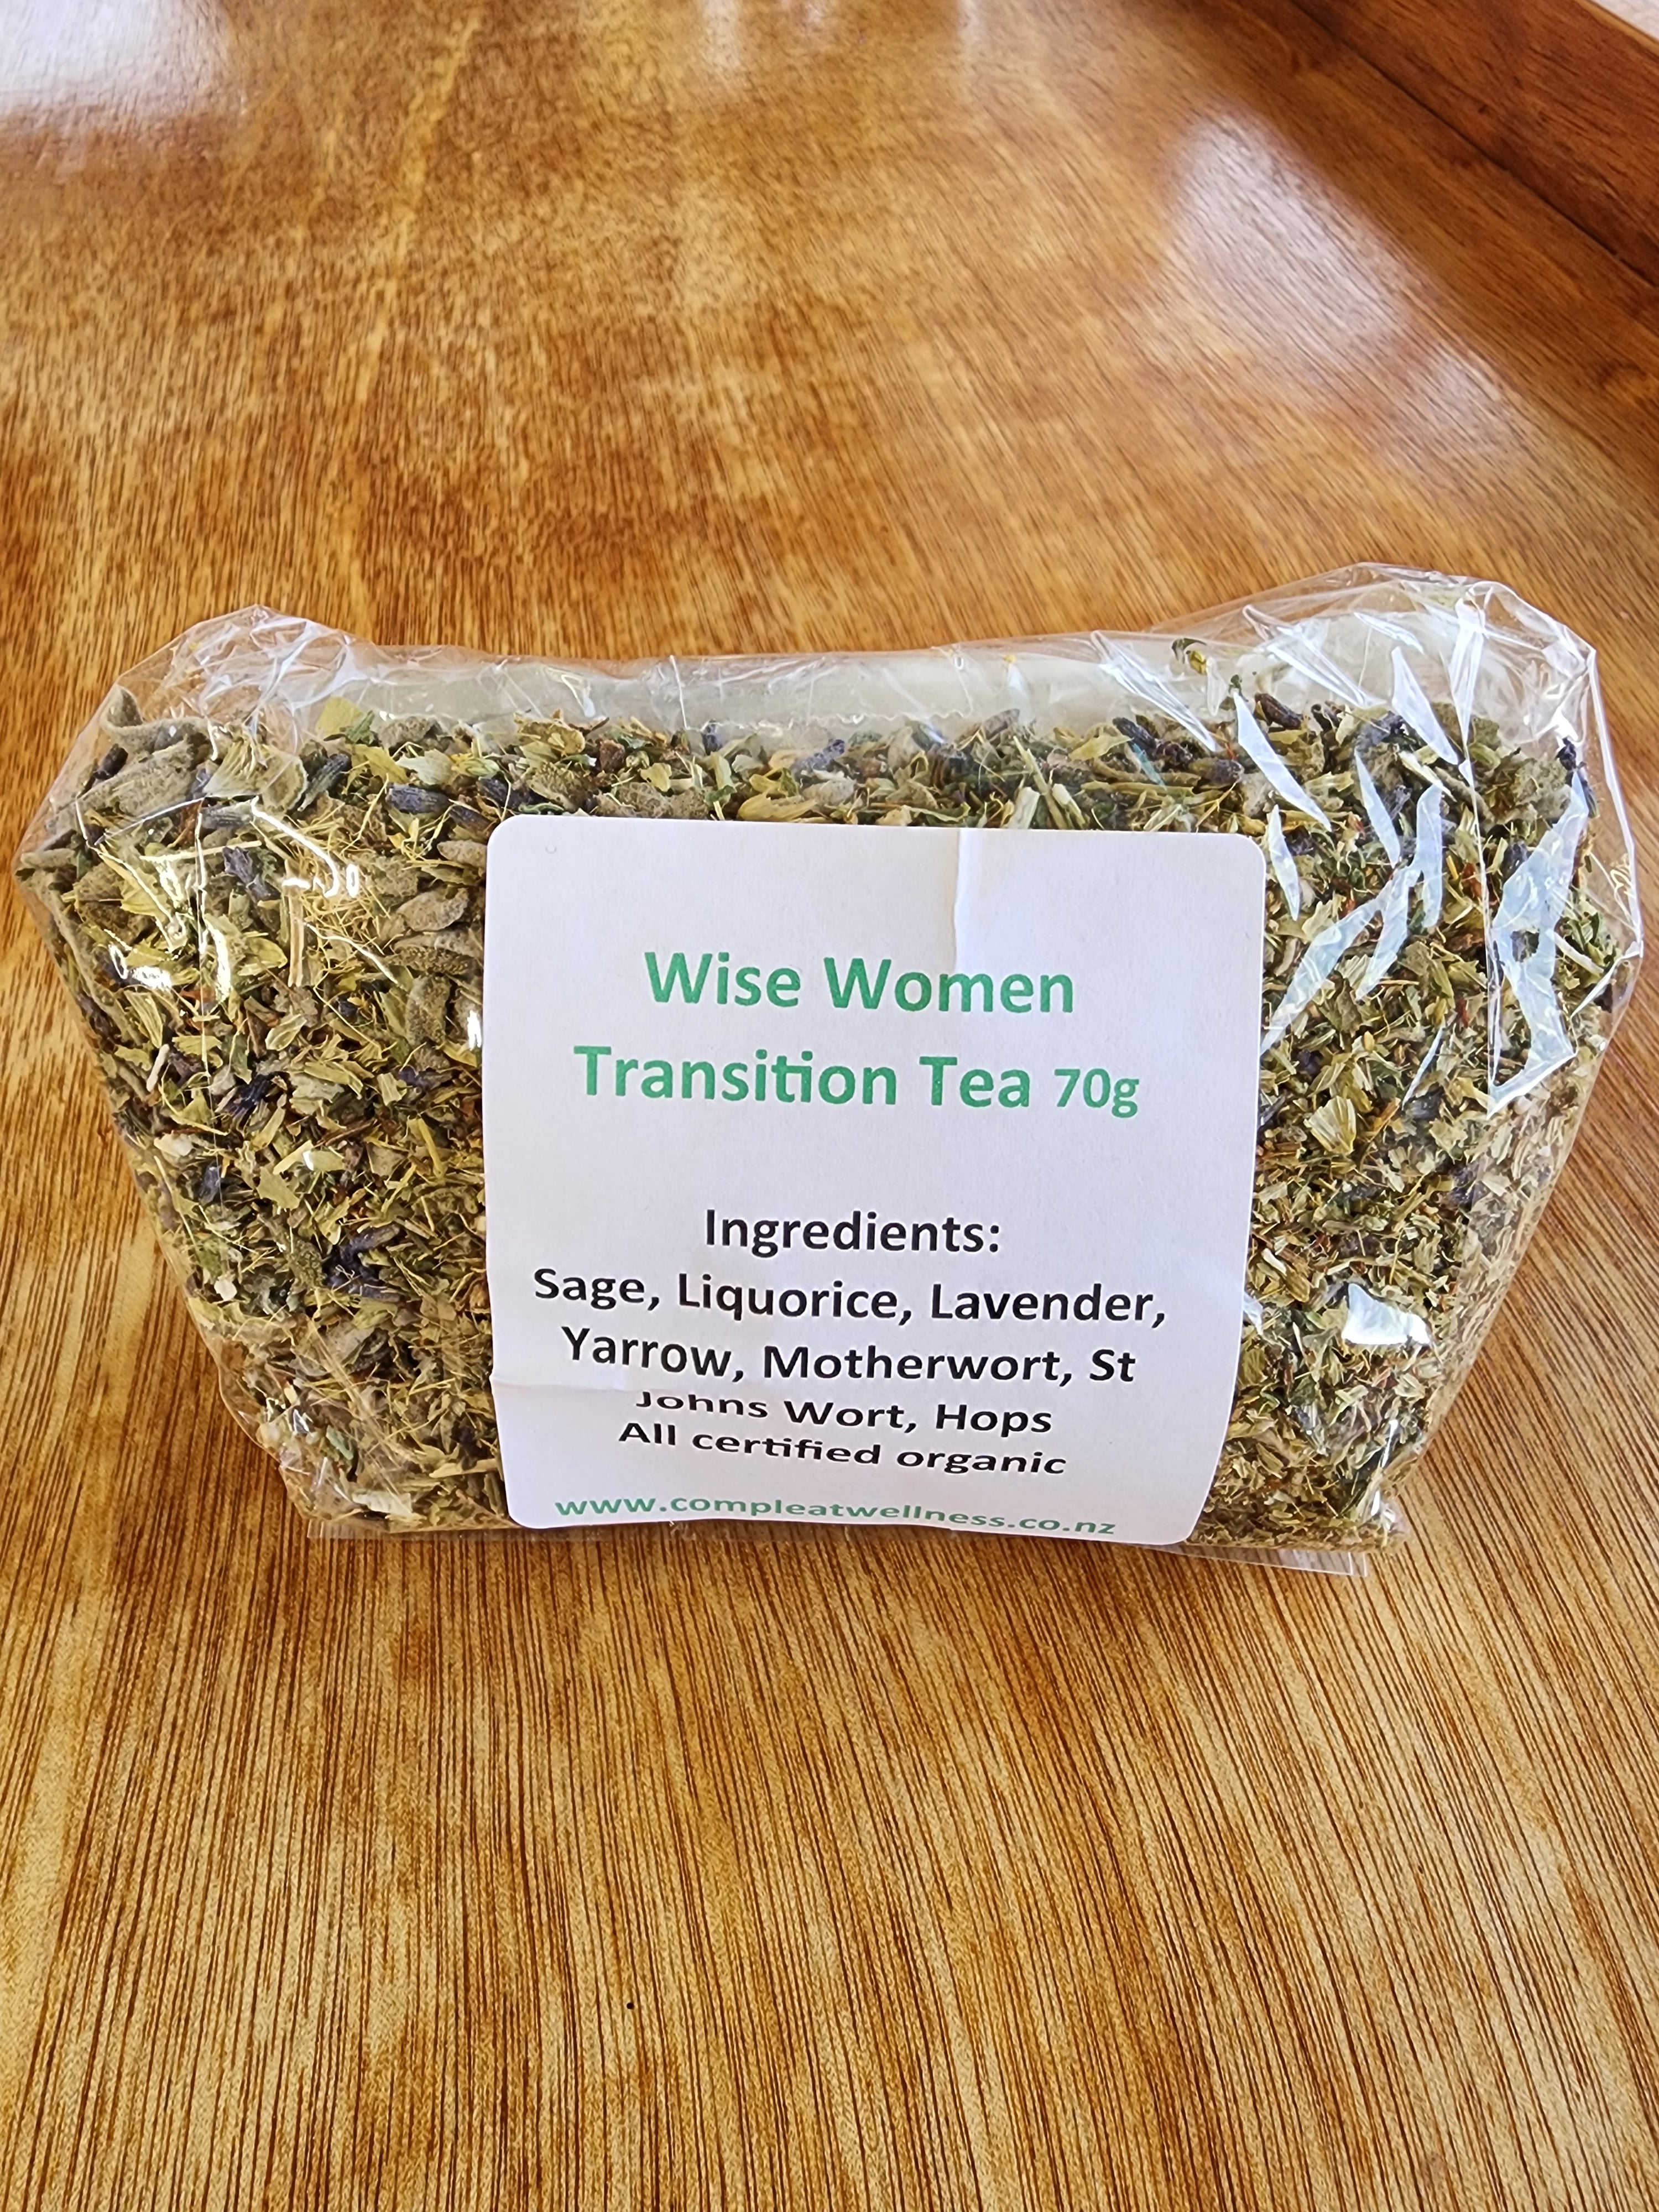 Wise Women
Transition Tea 70g
Ingredients:
Sage, Liquorice, Lavender,
Yarrow, Motherwort, St
Johns Wort, Hops
All certified organic
www.compleatwellness.co.nz